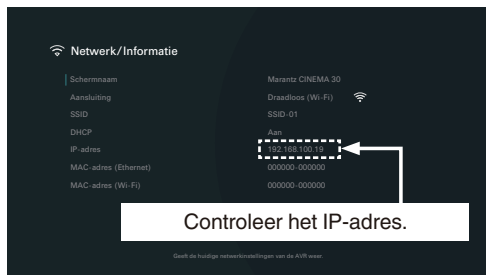 Netwerk/Informatie
Schermnaam Marantz CINEMA 30
Aansluiting Draadloos (Wi-Fi)
SSID SSID-01
DHCP Aan
IP-adres 192.168.100.19
MAC-adres (Ethernet) 000000-000000
MAC-adres (Wi-Fi) 000000-000000
Controleer het IP-adres.
Geeft de huidige netwerkinstellingen van de AVR weer.